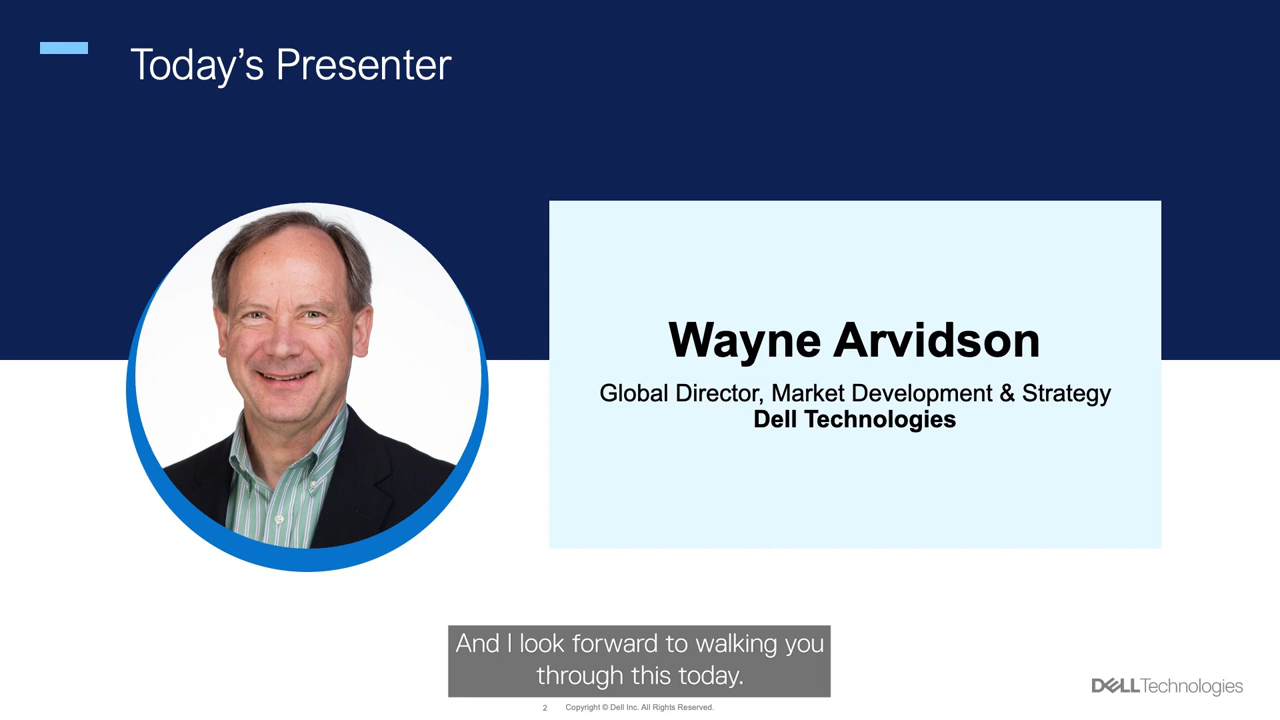 Today’s Presenter
Wayne Arvidson
Global Director, Market Development & Strategy
Dell Technologies
And I look forward to walking you
through this today.
DELLTechnologies
2 Copyright © Dell Inc. All Rights Reserved.